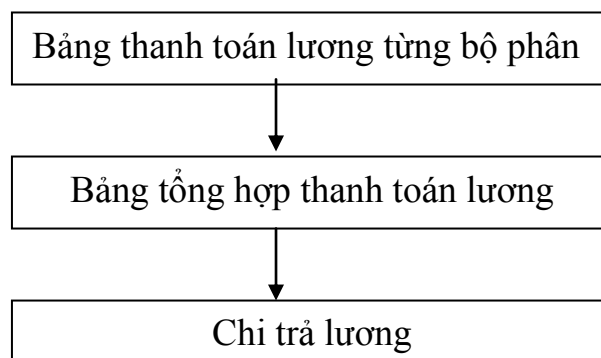 Bảng thanh toán lương từng bộ phân
Bảng tổng hợp thanh toán lương
Chi trả lương